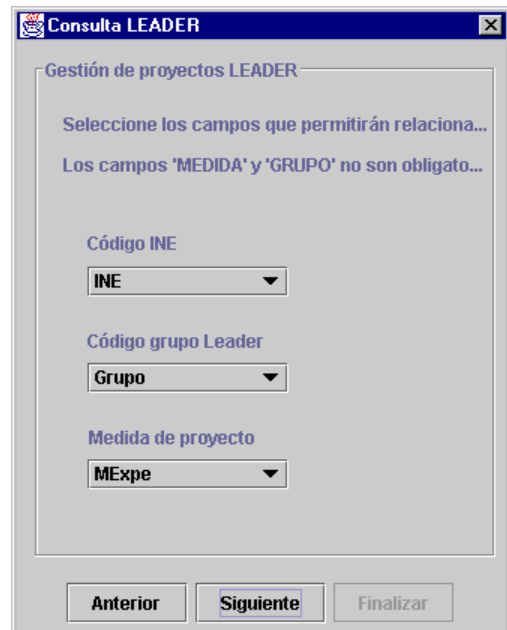 Consulta LEADER
Gestión de proyectos LEADER
Seleccione los campos que permitirán relaciona...
Los campos 'MEDIDA' y 'GRUPO' no son obligato...
Código INE
INE
Código grupo Leader
Grupo
Medida de proyecto
MExpe
Anterior Siguiente Finalizar